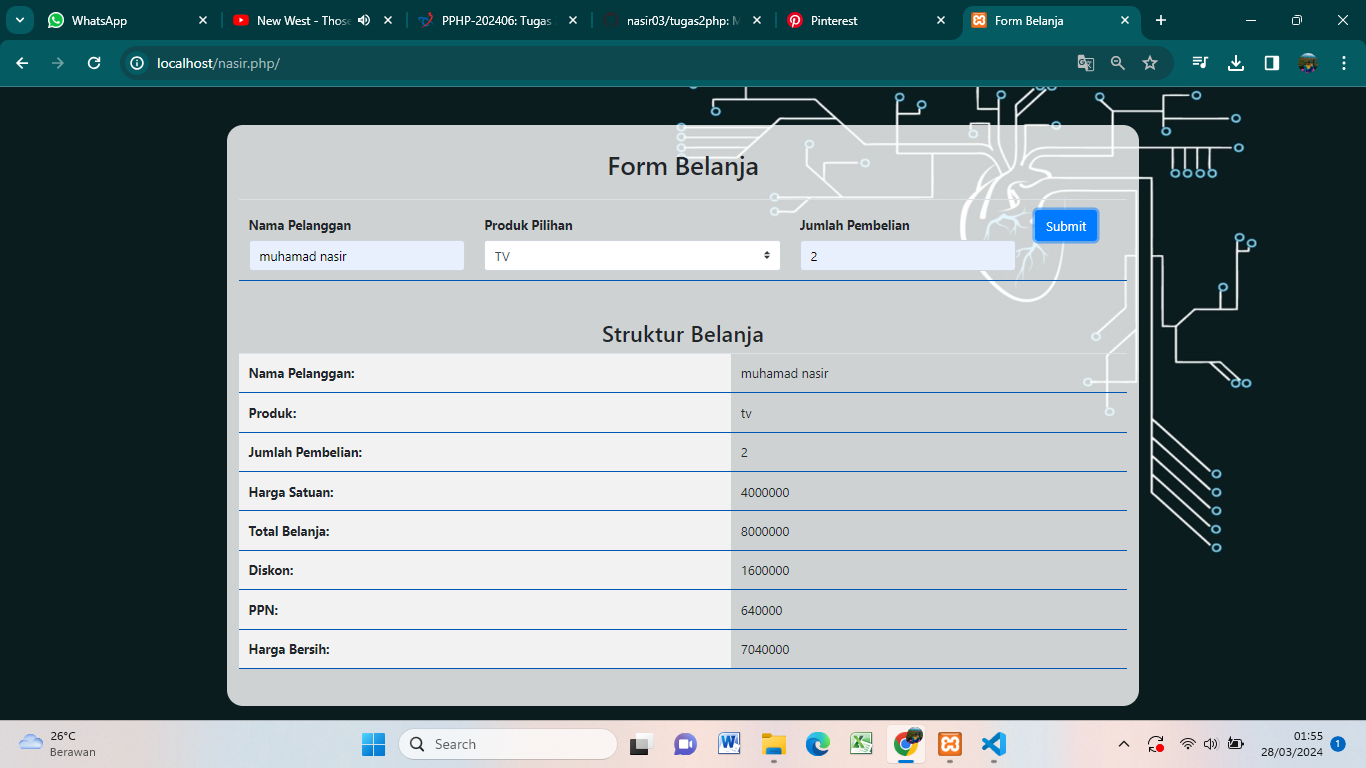 WhatsApp
New West - Those
PPHP-202406: Tugas
nasir03/tugas2php: M
Pinterest
Form Belanja
localhost/nasir.php/
Form Belanja
Nama Pelanggan
Produk Pilihan
Jumlah Pembelian
Submit
muhamad nasir
TV
2
Struktur Belanja
Nama Pelanggan: muhamad nasir
Produk: tv
Jumlah Pembelian: 2
Harga Satuan: 4000000
Total Belanja: 8000000
Diskon: 1600000
PPN: 640000
Harga Bersih: 7040000
26°C
Berawan
Search
01:55
28/03/2024
1